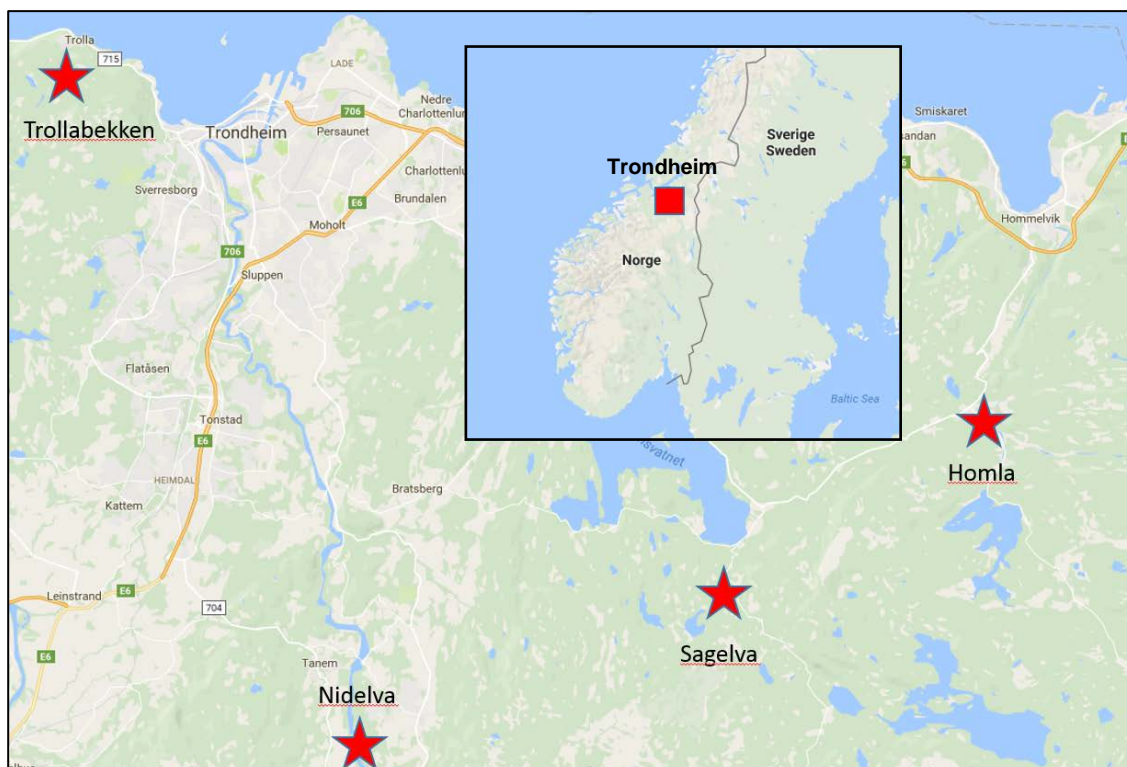 Trolla
715
LADE
Trollabekken
Trondheim
706
Persaunet
Nedre
Charlottenlu
Charlottenlu
Sverresborg
E6
Brundalen
Moholt
706
Sluppen
Flatåsen
Tonstad
E6
HEIMDAL
Kattem
Bratsberg
Leinstrand
E6
704
E6
Tanem
Nidelva
Sverige
Sweden
Trondheim
Norge
Baltic Sea
Smiskaret
sandan
Hommelvik
Homla
svatnet
Sagelva